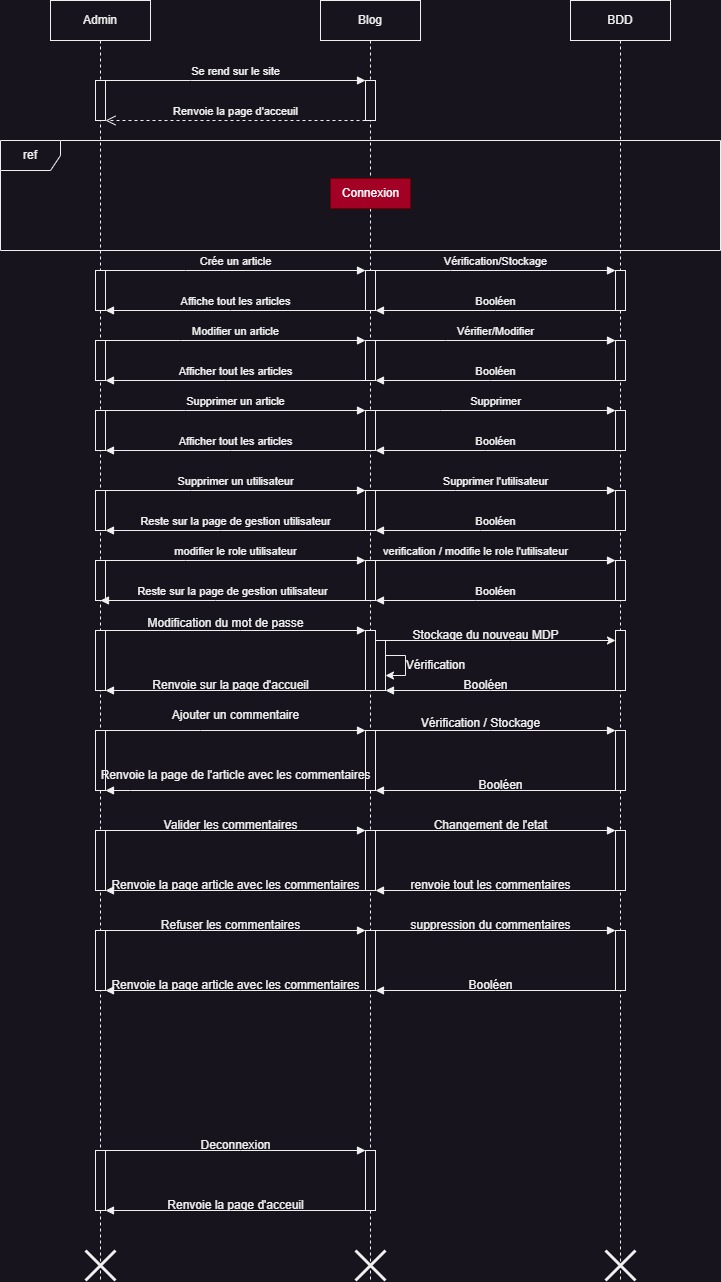 Admin
Blog
BDD
Se rend sur le site
Renvoie la page d'acceuil
ref
Connexion
Crée un article
Vérification/Stockage
Affiche tout les articles
Booléen
Modifier un article
Vérifier/Modifier
Afficher tout les articles
Booléen
Supprimer un article
Supprimer
Afficher tout les articles
Booléen
Supprimer un utilisateur
Supprimer l'utilisateur
Reste sur la page de gestion utilisateur
Booléen
modifier le role utilisateur
verification / modifie le role l'utilisateur
Reste sur la page de gestion utilisateur
Booléen
Modification du mot de passe
Stockage du nouveau MDP
Vérification
Renvoie sur la page d'accueil
Booléen
Ajouter un commentaire
Vérification / Stockage
Renvoie la page de l'article avec les commentaires
Booléen
Valider les commentaires
Changement de l'etat
Renvoie la page article avec les commentaires
renvoie tout les commentaires
Refuser les commentaires
suppression du commentaires
Renvoie la page article avec les commentaires
Booléen
Deconnexion
Renvoie la page d'acceuil